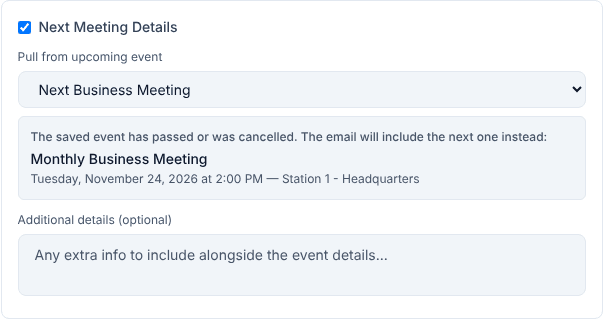 Next Meeting Details
Pull from upcoming event
Next Business Meeting
The saved event has passed or was cancelled. The email will include the next one instead:
Monthly Business Meeting
Tuesday, November 24, 2026 at 2:00 PM — Station 1 - Headquarters
Additional details (optional)
Any extra info to include alongside the event details...